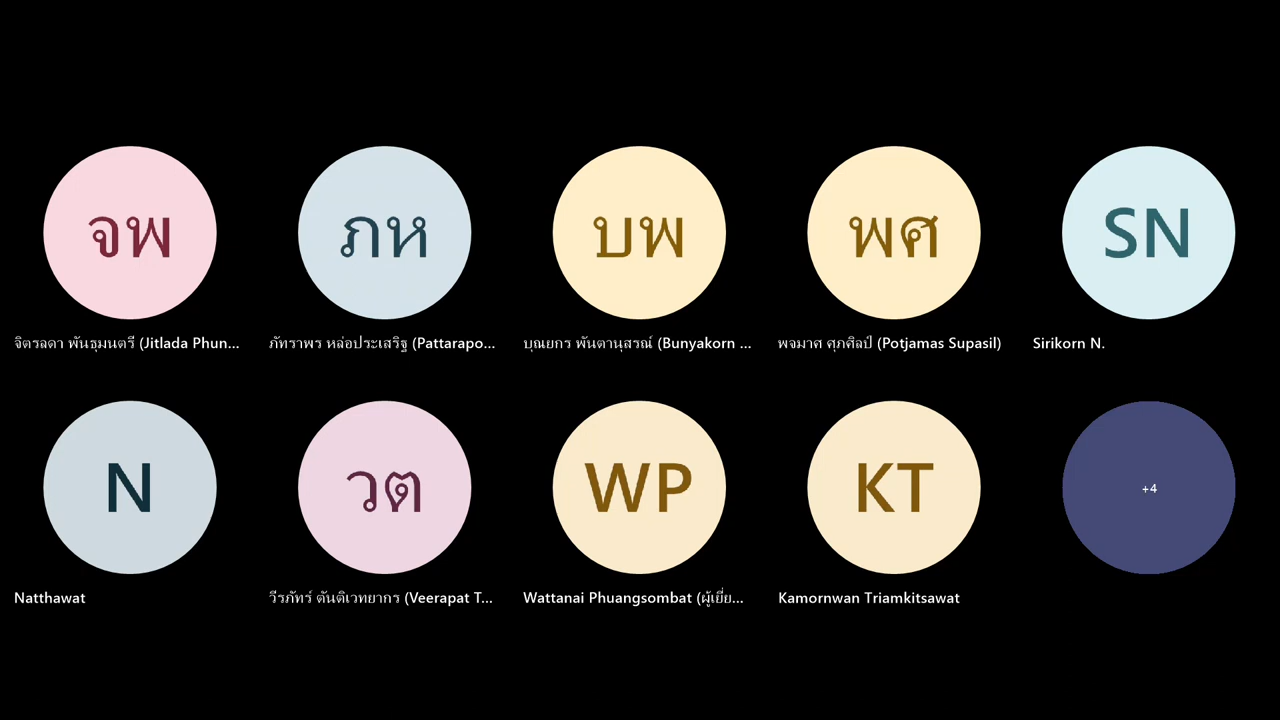 จพ
ภห
บพ
พศ
SN
จิตรลดา พันธุมนตรี (Jitlada Phun...
ภัทราพร หล่อประเสริฐ (Pattarapo...
บุณยกร พันตานุสรณ์ (Bunyakorn ...
พจมาศ ศุภศิลป์ (Potjamas Supasil)
Sirikorn N.
N
วต
WP
KT
+4
Natthawat
วีรภัทร์ ตันติเวทยากร (Veerapat T...
Wattanai Phuangsombat (ผู้เยี่ย...
Kamornwan Triamkitsawat